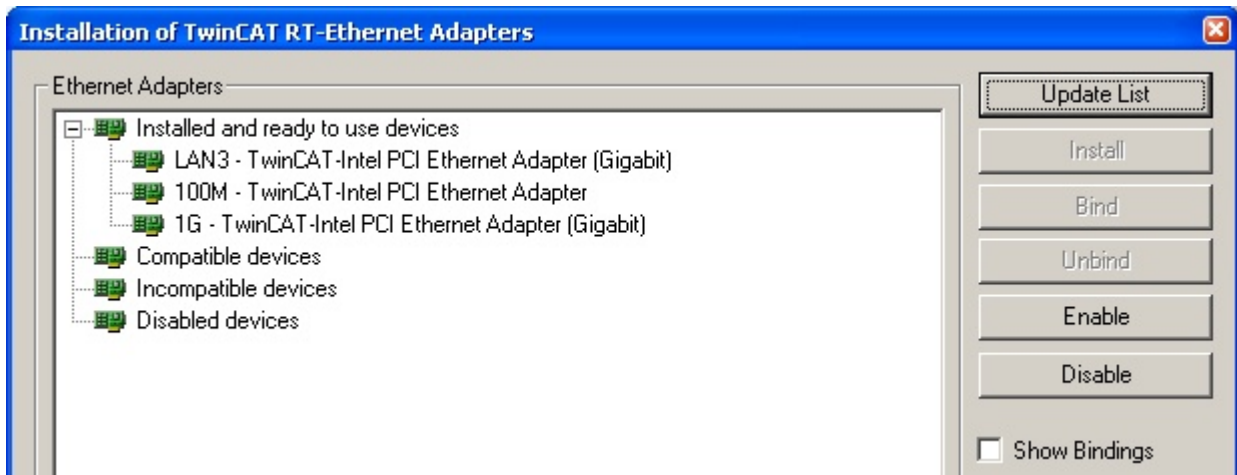 Installation of TwinCAT RT-Ethernet Adapters
Ethernet Adapters
Installed and ready to use devices
LAN3 - TwinCAT-Intel PCI Ethernet Adapter (Gigabit)
100M - TwinCAT-Intel PCI Ethernet Adapter
1G - TwinCAT-Intel PCI Ethernet Adapter (Gigabit)
Compatible devices
Incompatible devices
Disabled devices
Update List
Install
Bind
Unbind
Enable
Disable
Show Bindings